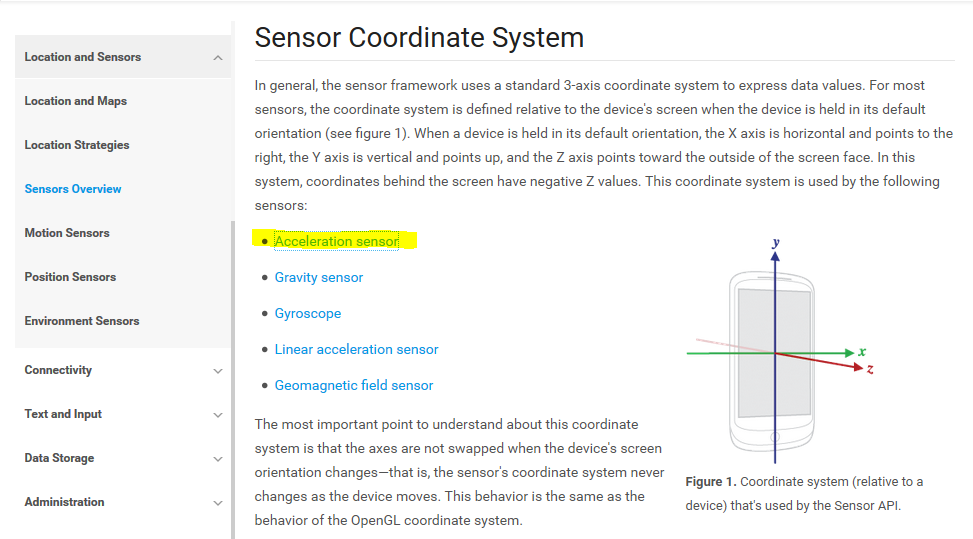 Sensor Coordinate System
Location and Sensors
Location and Maps
Location Strategies
Sensors Overview
Motion Sensors
Position Sensors
Environment Sensors
Connectivity
Text and Input
Data Storage
Administration
In general, the sensor framework uses a standard 3-axis coordinate system to express data values. For most
sensors, the coordinate system is defined relative to the device's screen when the device is held in its default
orientation (see figure 1). When a device is held in its default orientation, the X axis is horizontal and points to the
right, the Y axis is vertical and points up, and the Z axis points toward the outside of the screen face. In this
system, coordinates behind the screen have negative Z values. This coordinate system is used by the following
sensors:
Acceleration sensor
Gravity sensor
Gyroscope
Linear acceleration sensor
Geomagnetic field sensor
The most important point to understand about this coordinate
system is that the axes are not swapped when the device's screen
orientation changes—that is, the sensor's coordinate system never
changes as the device moves. This behavior is the same as the
behavior of the OpenGL coordinate system.
y
x
z
Figure 1. Coordinate system (relative to a
device) that's used by the Sensor API.